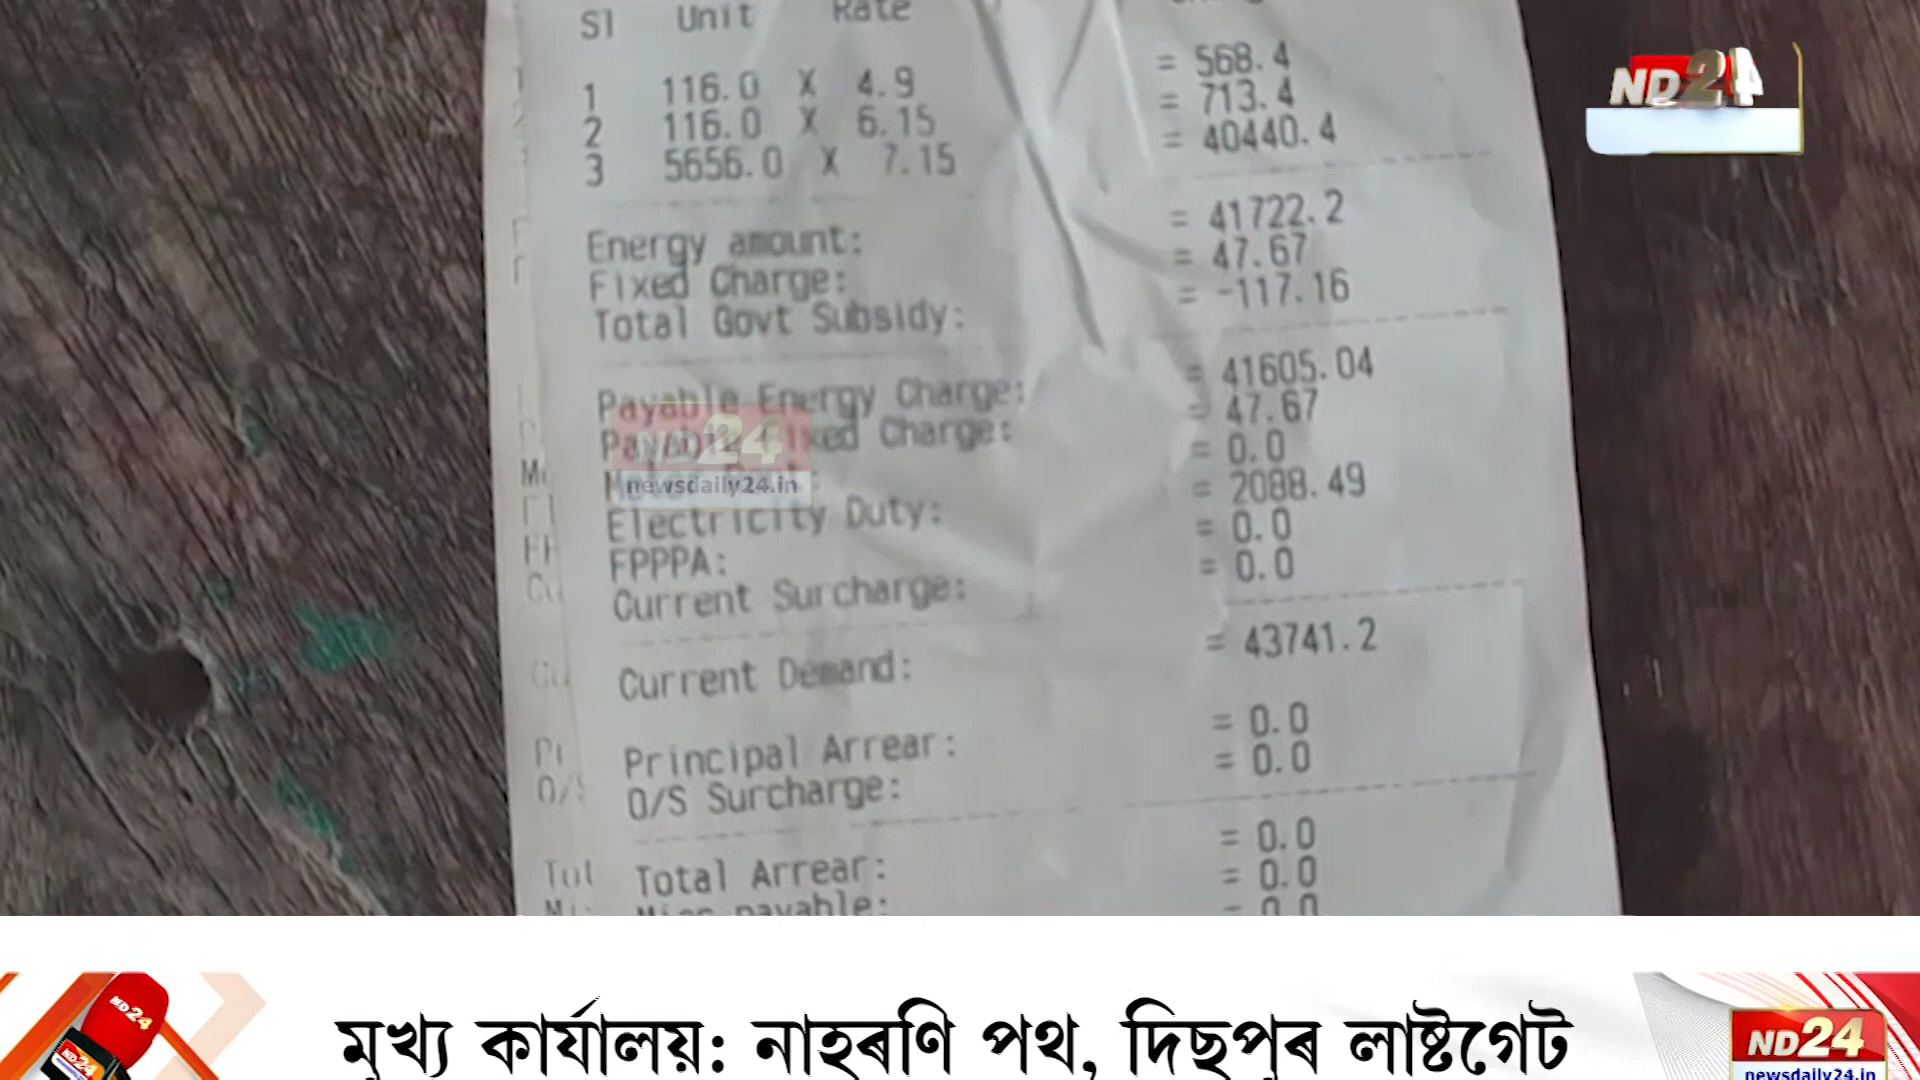 Sl Unit Rate
1 116.0 X 4.9 = 568.4
2 116.0 X 6.15 = 713.4
3 5656.0 X 7.15 = 40440.4
Energy amount: = 41722.2
Fixed Charge: = 47.67
Total Govt Subsidy: = -117.16
Payable Energy Charge: = 41605.04
Payable Fixed Charge: = 47.67
= 0.0
Electricity Duty: = 2088.49
FPPPA: = 0.0
Current Surcharge: = 0.0
Current Demand: = 43741.2
Principal Arrear: = 0.0
O/S Surcharge: = 0.0
Total Arrear: = 0.0
payable: = 0.0
ND24
ND24
newsdaily24.in
ND24
ND24
মুখ্য কাৰ্যালয়: নাহৰণি পথ, দিছপুৰ লাষ্টগেট
ND24
newsdaily24.in